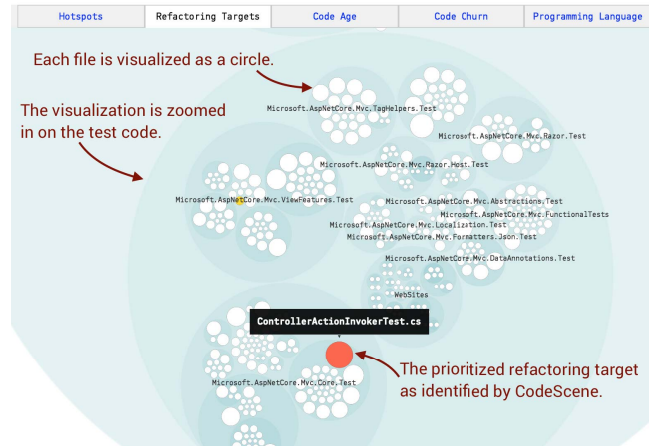 Hotspots
Refactoring Targets
Code Age
Code Churn
Programming Language
Each file is visualized as a circle.
The visualization is zoomed
in on the test code.
Microsoft.AspNetCore.Mvc.TagHelpers.Test
Microsoft.AspNetCore.Mvc.Razor.Test
Microsoft.AspNetCore.Mvc.Razor.Host.Test
Microsoft.AspNetCore.Mvc.ViewFeatures.Test
Microsoft.AspNetCore.Mvc.Abstractions.Test
Microsoft.AspNetCore.Mvc.FunctionalTests
Microsoft.AspNetCore.Mvc.Localization.Test
Microsoft.AspNetCore.Mvc.Formatters.Json.Test
Microsoft.AspNetCore.Mvc.DataAnnotations.Test
WebSites
ControllerActionInvokerTest.cs
The prioritized refactoring target
as identified by CodeScene.
Microsoft.AspNetCore.Mvc.Core.Test